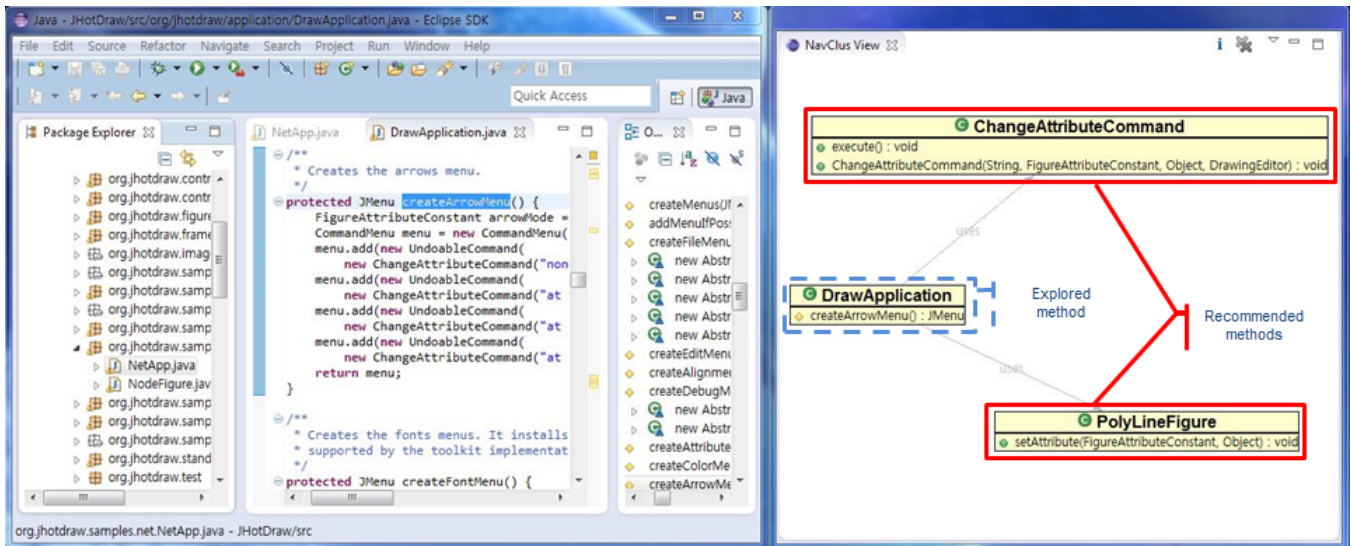 Java - JHotDraw/src/org/jhotdraw/application/DrawApplication.java - Eclipse SDK
File Edit Source Refactor Navigate Search Project Run Window Help
Quick Access
Java
Package Explorer
org.jhotdraw.contr
org.jhotdraw.contr
org.jhotdraw.figure
org.jhotdraw.frame
org.jhotdraw.imag
org.jhotdraw.samp
org.jhotdraw.samp
org.jhotdraw.samp
org.jhotdraw.samp
org.jhotdraw.samp
NetApp.java
NodeFigure.jav
org.jhotdraw.samp
org.jhotdraw.samp
org.jhotdraw.samp
org.jhotdraw.stand
org.jhotdraw.test
NetApp.java
DrawApplication.java
/**
* Creates the arrows menu.
*/
protected JMenu createArrowMenu() {
FigureAttributeConstant arrowMode =
CommandMenu menu = new CommandMenu(
menu.add(new UndoableCommand(
new ChangeAttributeCommand("non
menu.add(new UndoableCommand(
new ChangeAttributeCommand("at
menu.add(new UndoableCommand(
new ChangeAttributeCommand("at
menu.add(new UndoableCommand(
new ChangeAttributeCommand("at
return menu;
}
/**
* Creates the fonts menus. It installs
* supported by the toolkit implementat
*/
protected JMenu createFontMenu() {
O...
createMenus(JM
addMenuIfPos:
createFileMenu
new Abstr
new Abstr
new Abstr
new Abstr
new Abstr
createEditMenu
createAlignmer
createDebugM
new Abstr
new Abstr
createAttribute
createColorMe
createArrowMe
org.jhotdraw.samples.net.NetApp.java - JHotDraw/src
NavClus View
ChangeAttributeCommand
execute() : void
ChangeAttributeCommand(String, FigureAttributeConstant, Object, DrawingEditor) : void
uses
DrawApplication
createArrowMenu() : JMenu
Explored
method
Recommended
methods
uses
PolyLineFigure
setAttribute(FigureAttributeConstant, Object) : void